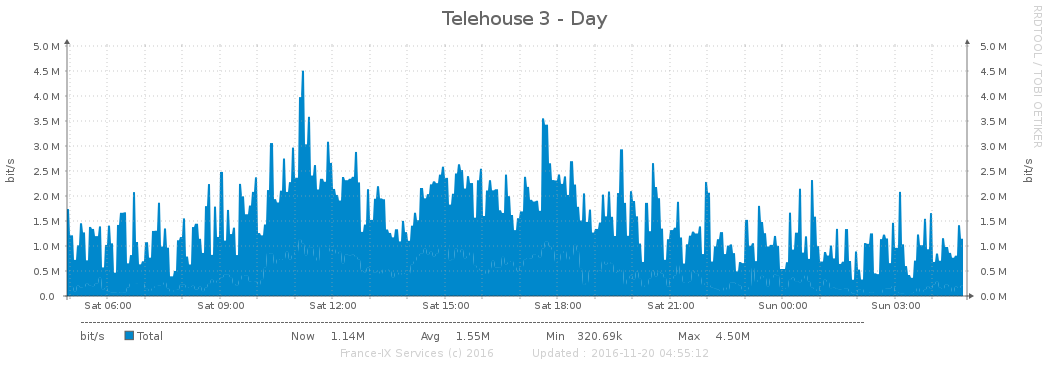 Telehouse 3 - Day
RRDTOOL / TOBI OETIKER
bit/s
bit/s
5.0 M 5.0 M
4.5 M 4.5 M
4.0 M 4.0 M
3.5 M 3.5 M
3.0 M 3.0 M
2.5 M 2.5 M
2.0 M 2.0 M
1.5 M 1.5 M
1.0 M 1.0 M
0.5 M 0.5 M
0.0 0.0 M
Sat 06:00 Sat 09:00 Sat 12:00 Sat 15:00 Sat 18:00 Sat 21:00 Sun 00:00 Sun 03:00
bit/s Total Now 1.14M Avg 1.55M Min 320.69k Max 4.50M
France-IX Services (c) 2016 Updated : 2016-11-20 04:55:12